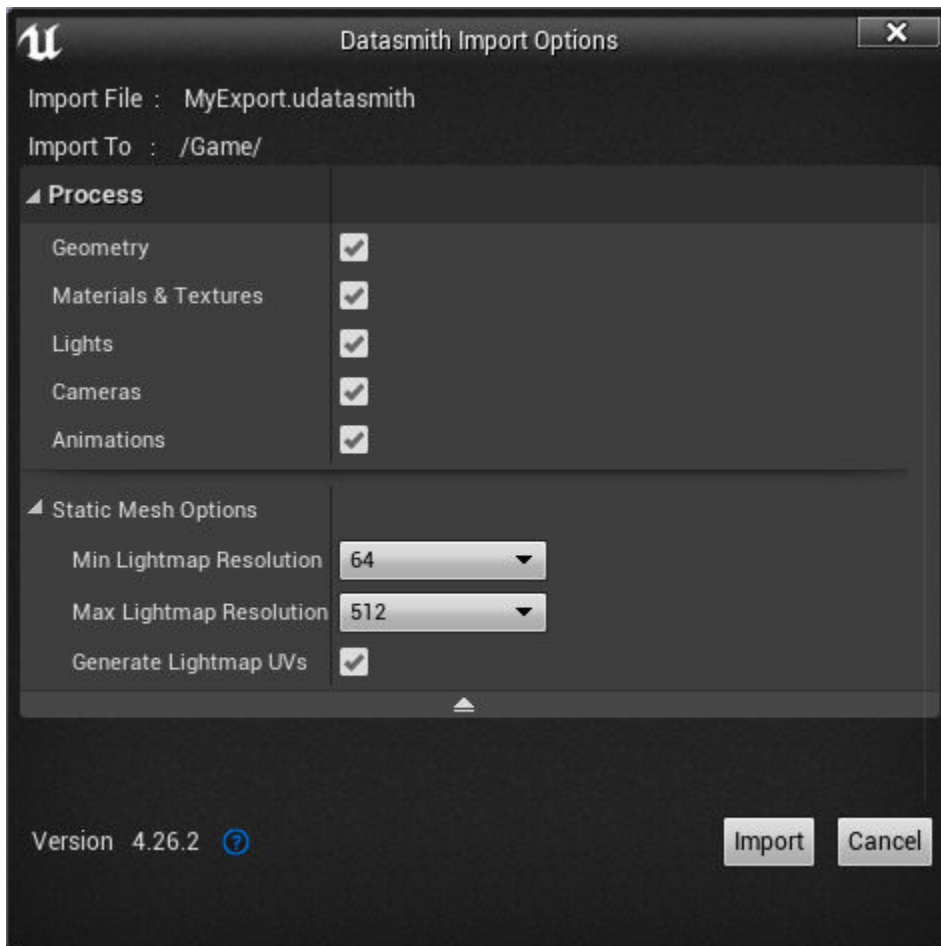 Datasmith Import Options
Import File : MyExport.udatasmith
Import To : /Game/
Process
Geometry
Materials & Textures
Lights
Cameras
Animations
Static Mesh Options
Min Lightmap Resolution 64
Max Lightmap Resolution 512
Generate Lightmap UVs
Version 4.26.2 ? Import Cancel